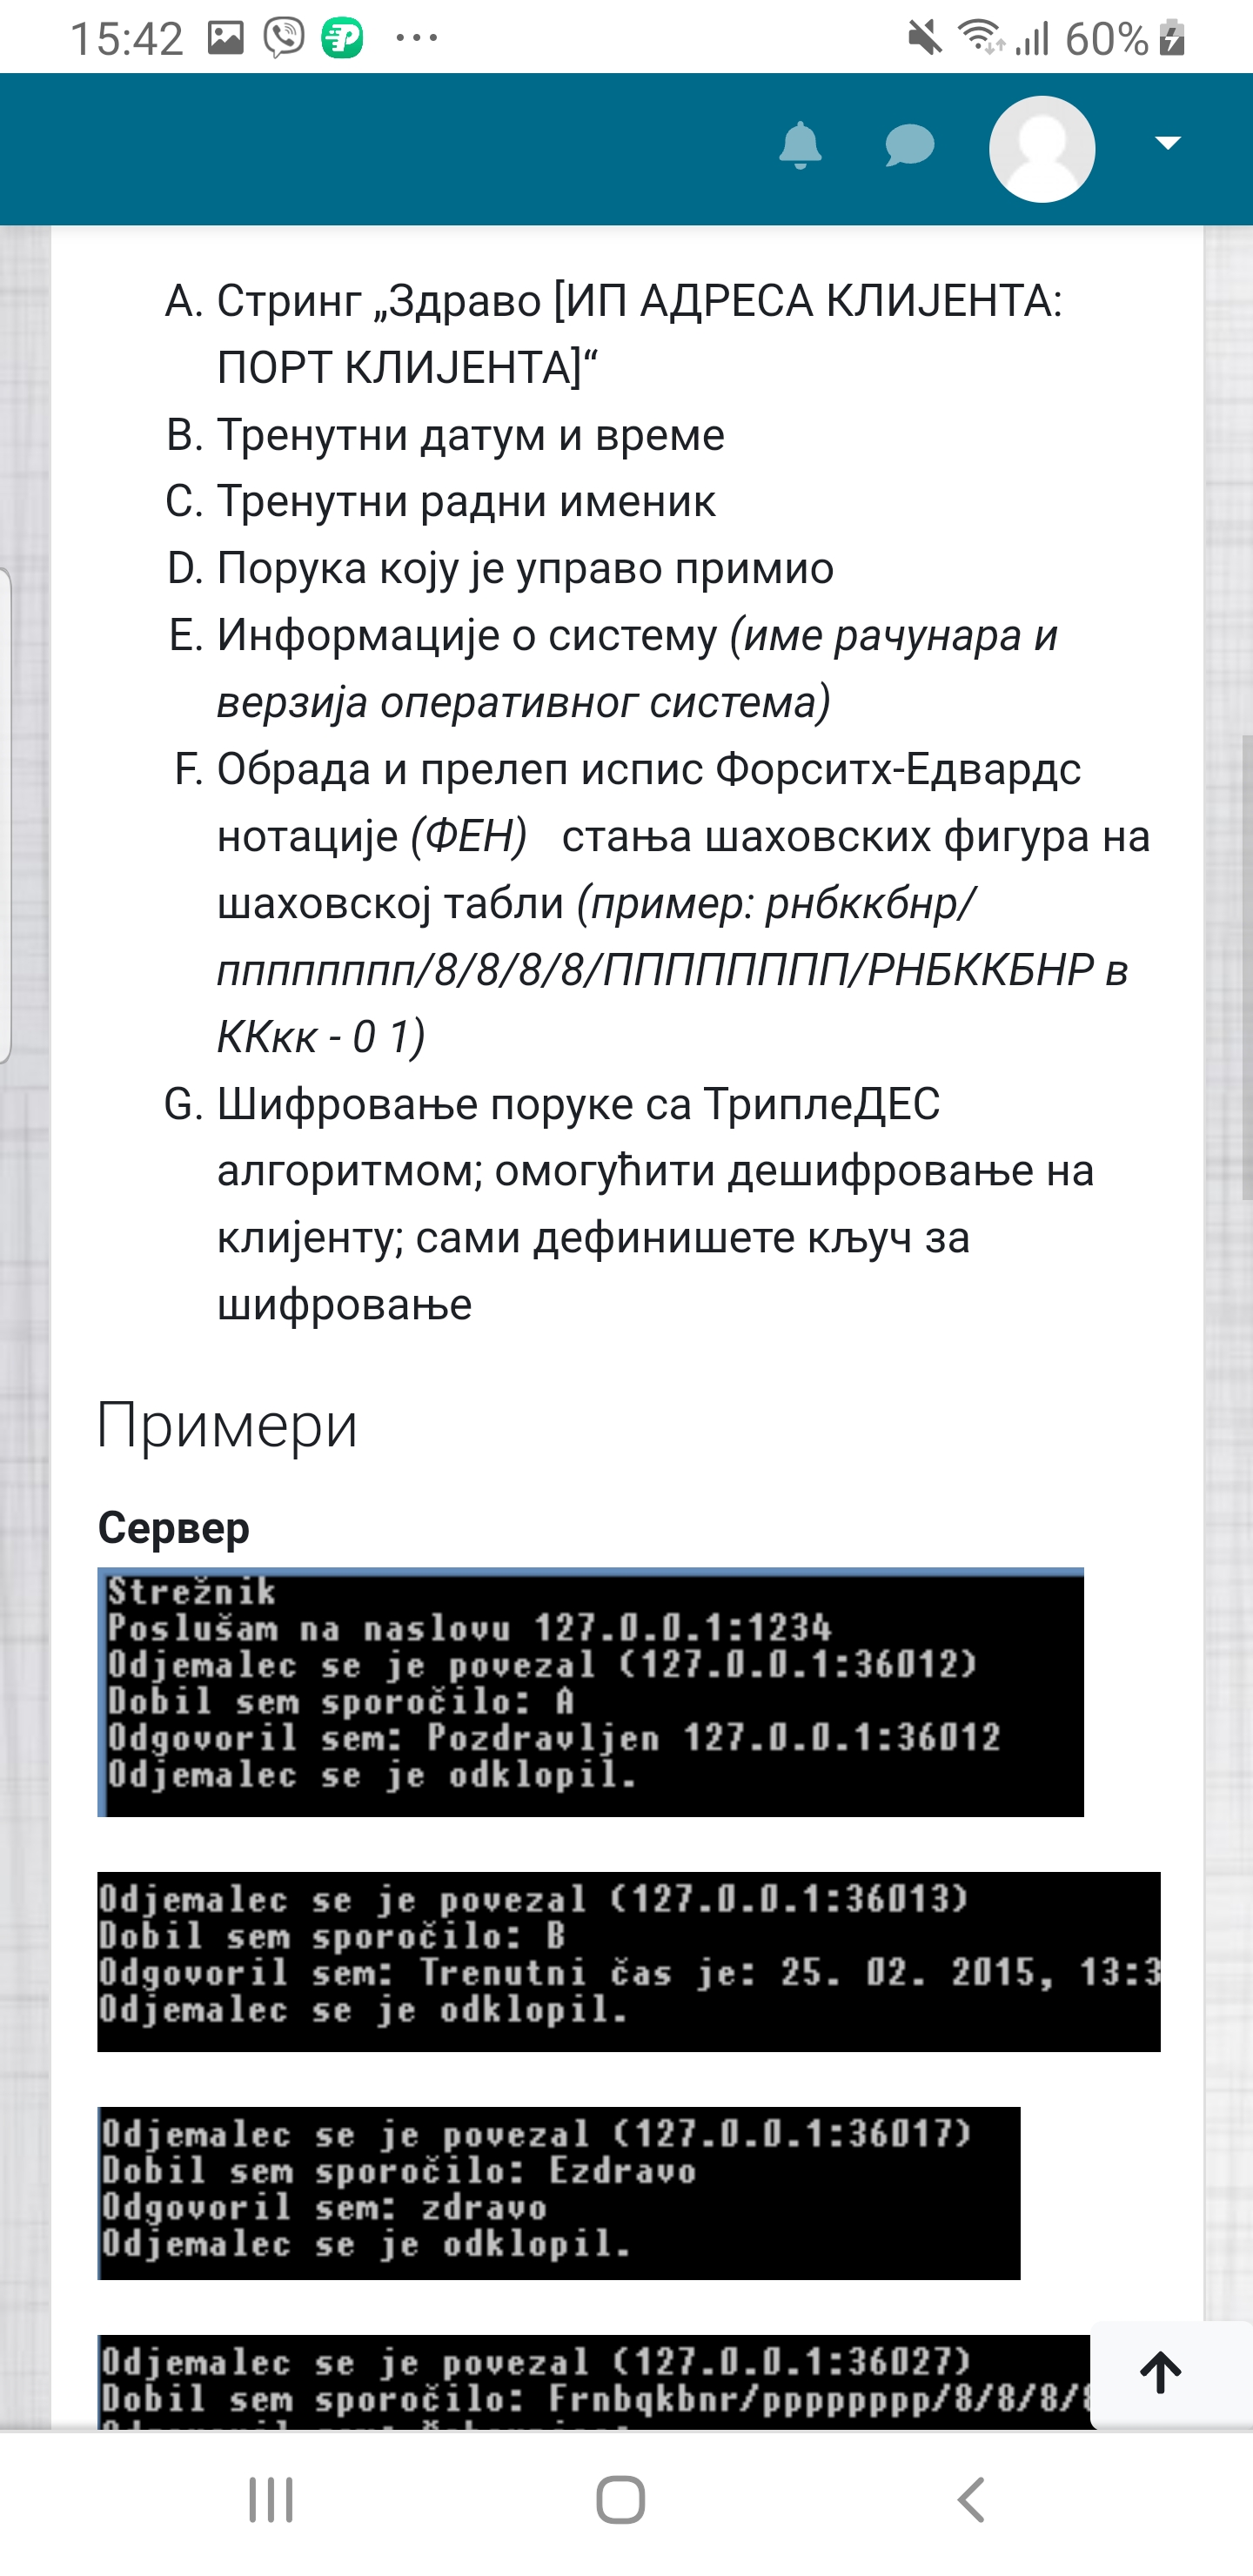 15:42
60%
A. Стринг „Здраво [ИП АДРЕСА КЛИЈЕНТА:
ПОРТ КЛИЈЕНТА]“
B. Тренутни датум и време
C. Тренутни радни именик
D. Порука коју је управо примио
E. Информације о систему (име рачунара и
верзија оперативног система)
F. Обрада и прелеп испис Форситх-Едвардс
нотације (ФЕН) стања шаховских фигура на
шаховској табли (пример: рнбккбнр/
пппппппп/8/8/8/8/ПППППППП/РНБККБНР в
КKкк - 0 1)
G. Шифровање поруке са ТриплеДЕС
алгоритмом; омогућити дешифровање на
клијенту; сами дефинишете кључ за
шифровање
Примери
Сервер
Strežnik
Poslušam na naslovu 127.0.0.1:1234
Odjemalec se je povezal (127.0.0.1:36012)
Dobil sem sporočilo: A
Odgovoril sem: Pozdravljen 127.0.0.1:36012
Odjemalec se je odklopil.
Odjemalec se je povezal (127.0.0.1:36013)
Dobil sem sporočilo: B
Odgovoril sem: Trenutni čas je: 25. 02. 2015, 13:3
Odjemalec se je odklopil.
Odjemalec se je povezal (127.0.0.1:36017)
Dobil sem sporočilo: Ezdravo
Odgovoril sem: zdravo
Odjemalec se je odklopil.
Odjemalec se je povezal (127.0.0.1:36027)
Dobil sem sporočilo: Frnbqkbnr/pppppppp/8/8/8/